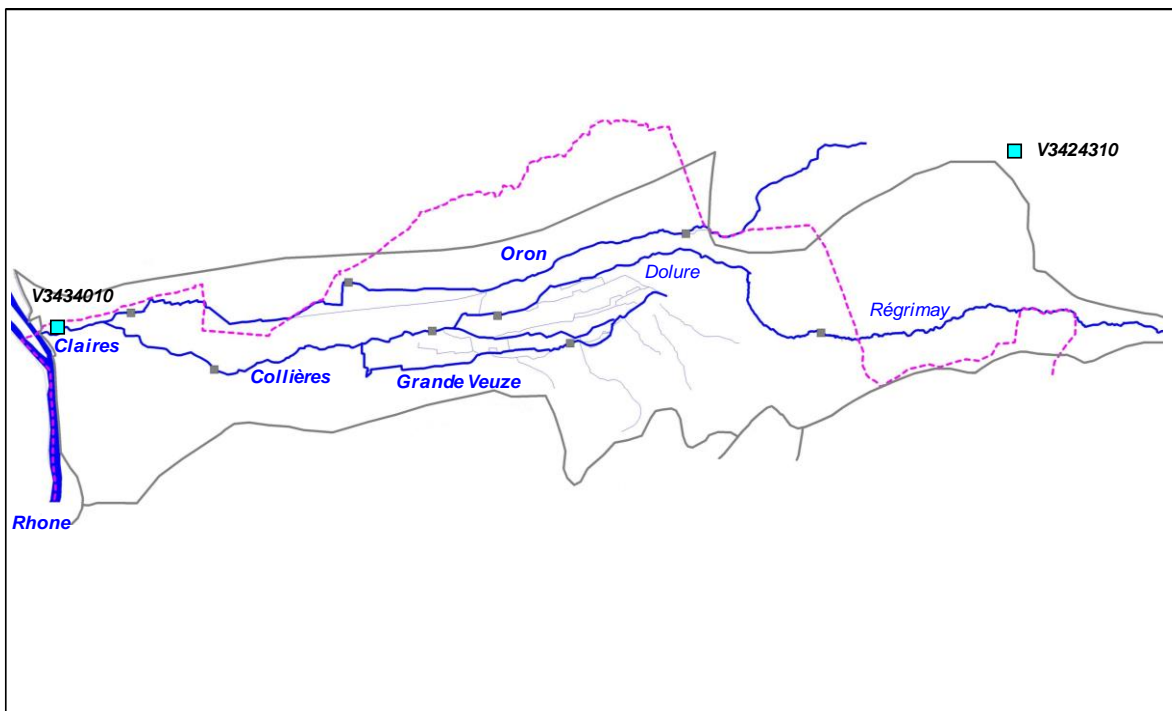 V3424310
Oron
Dolure
V3434010
Régrimay
Claires
Collières
Grande Veuze
Rhone